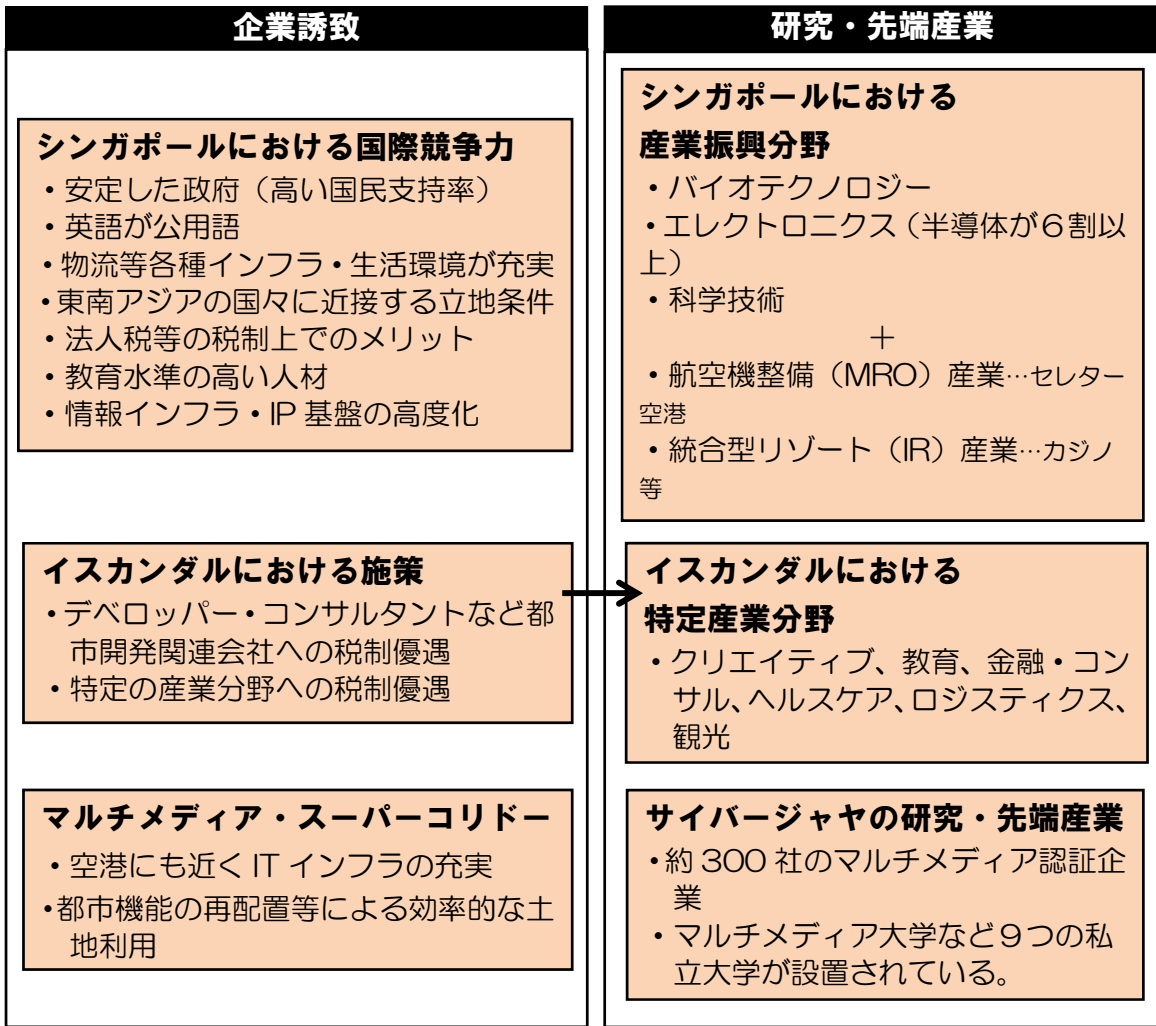 企業誘致
シンガポールにおける国際競争力
・安定した政府（高い国民支持率）
・英語が公用語
・物流等各種インフラ・生活環境が充実
・東南アジアの国々に近接する立地条件
・法人税等の税制上でのメリット
・教育水準の高い人材
・情報インフラ・IP 基盤の高度化
イスカンダルにおける施策
・デベロッパー・コンサルタントなど都
市開発関連会社への税制優遇
・特定の産業分野への税制優遇
マルチメディア・スーパーコリドー
・空港にも近く IT インフラの充実
・都市機能の再配置等による効率的な土
地利用
研究・先端産業
シンガポールにおける
産業振興分野
・バイオテクノロジー
・エレクトロニクス（半導体が６割以
上）
・科学技術
＋
・航空機整備（MRO）産業…セレター
空港
・統合型リゾート（IR）産業…カジノ
等
イスカンダルにおける
特定産業分野
・クリエイティブ、教育、金融・コン
サル、ヘルスケア、ロジスティクス、
観光
サイバージャヤの研究・先端産業
・約 300 社のマルチメディア認証企
業
・マルチメディア大学など９つの私
立大学が設置されている。